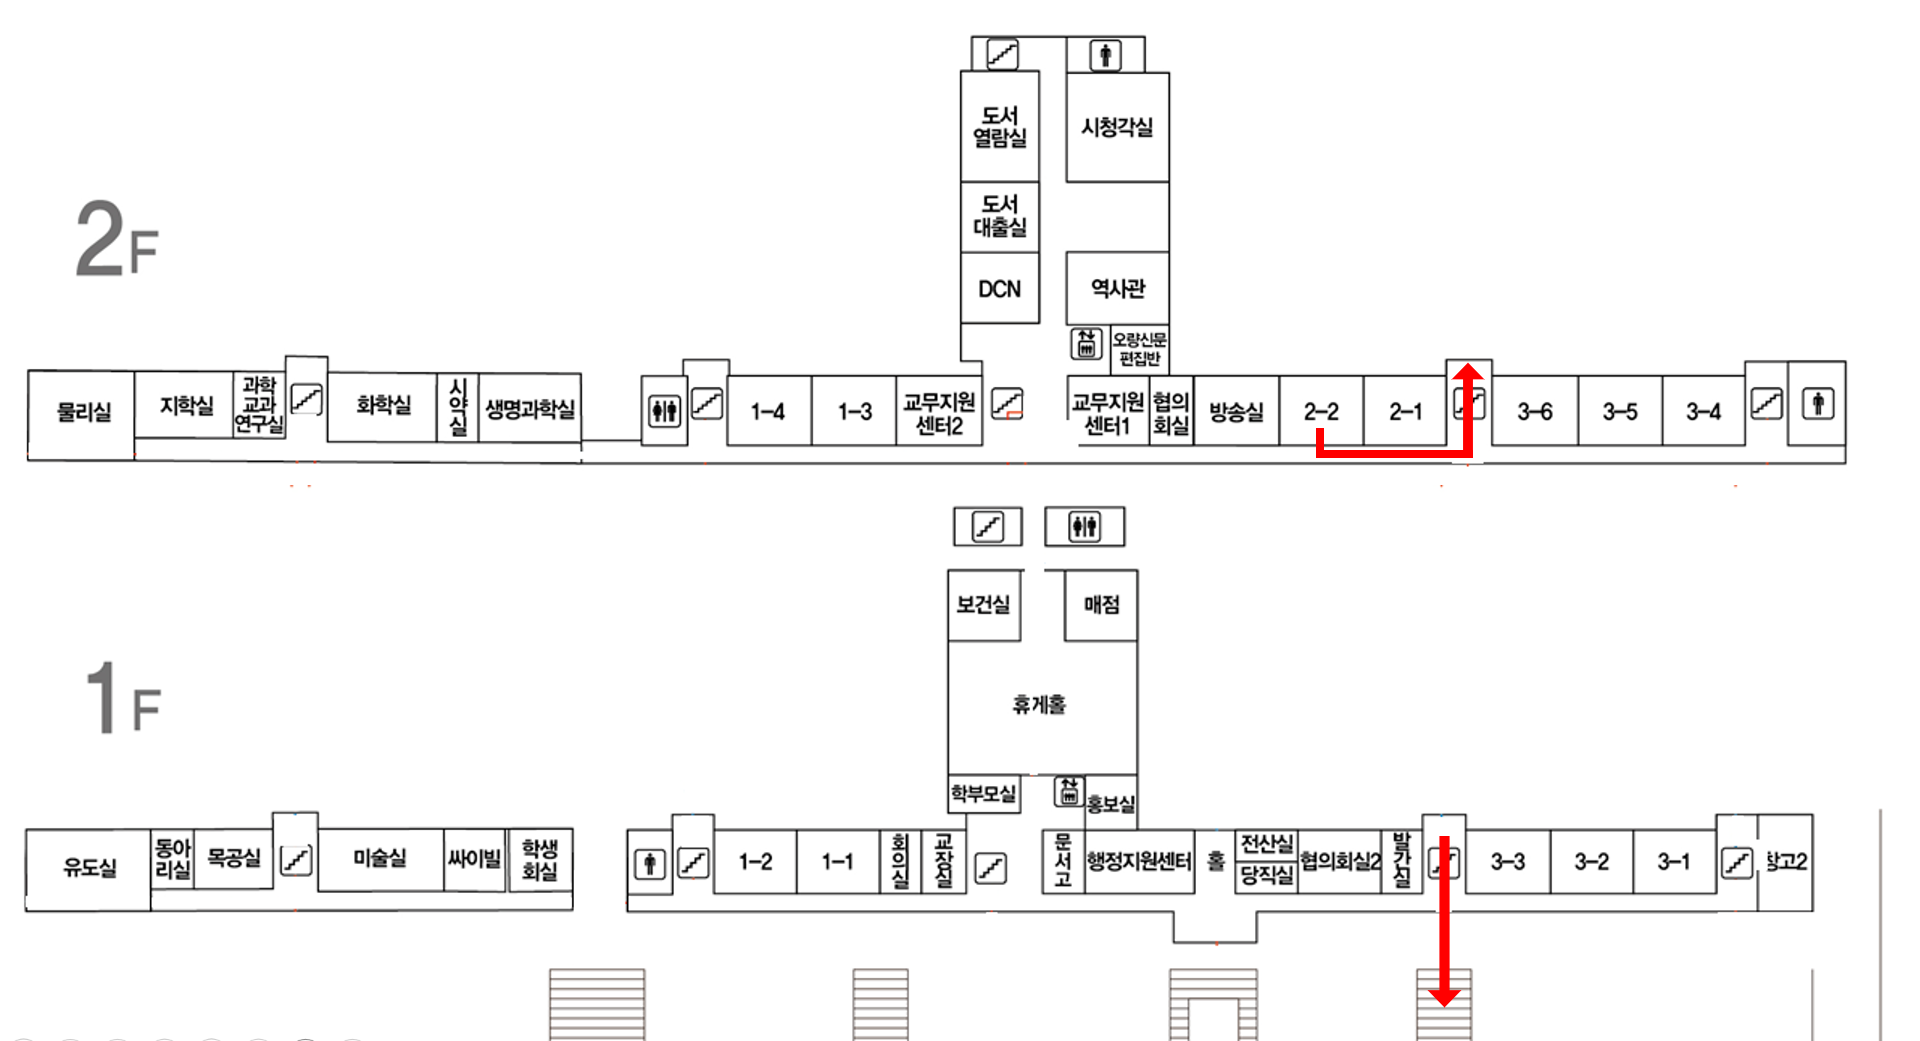 도서
열람실
시청각실
도서
대출실
2F
DCN
역사관
오량신문
편집반
물리실
지학실
과학
교과
연구실
화학실
시
약
실
생명과학실
1-4
1-3
교무지원
센터2
교무지원
센터1
협의
회실
방송실
2-2
2-1
3-6
3-5
3-4
보건실
매점
1F
휴게홀
학부모실
홍보실
유도실
동아
리실
목공실
미술실
싸이빌
학생
회실
1-2
1-1
회
의
실
교
장
실
문
서
고
행정지원센터
홀
전산실
당직실
협의회실2
발
간
실
3-3
3-2
3-1
창고2